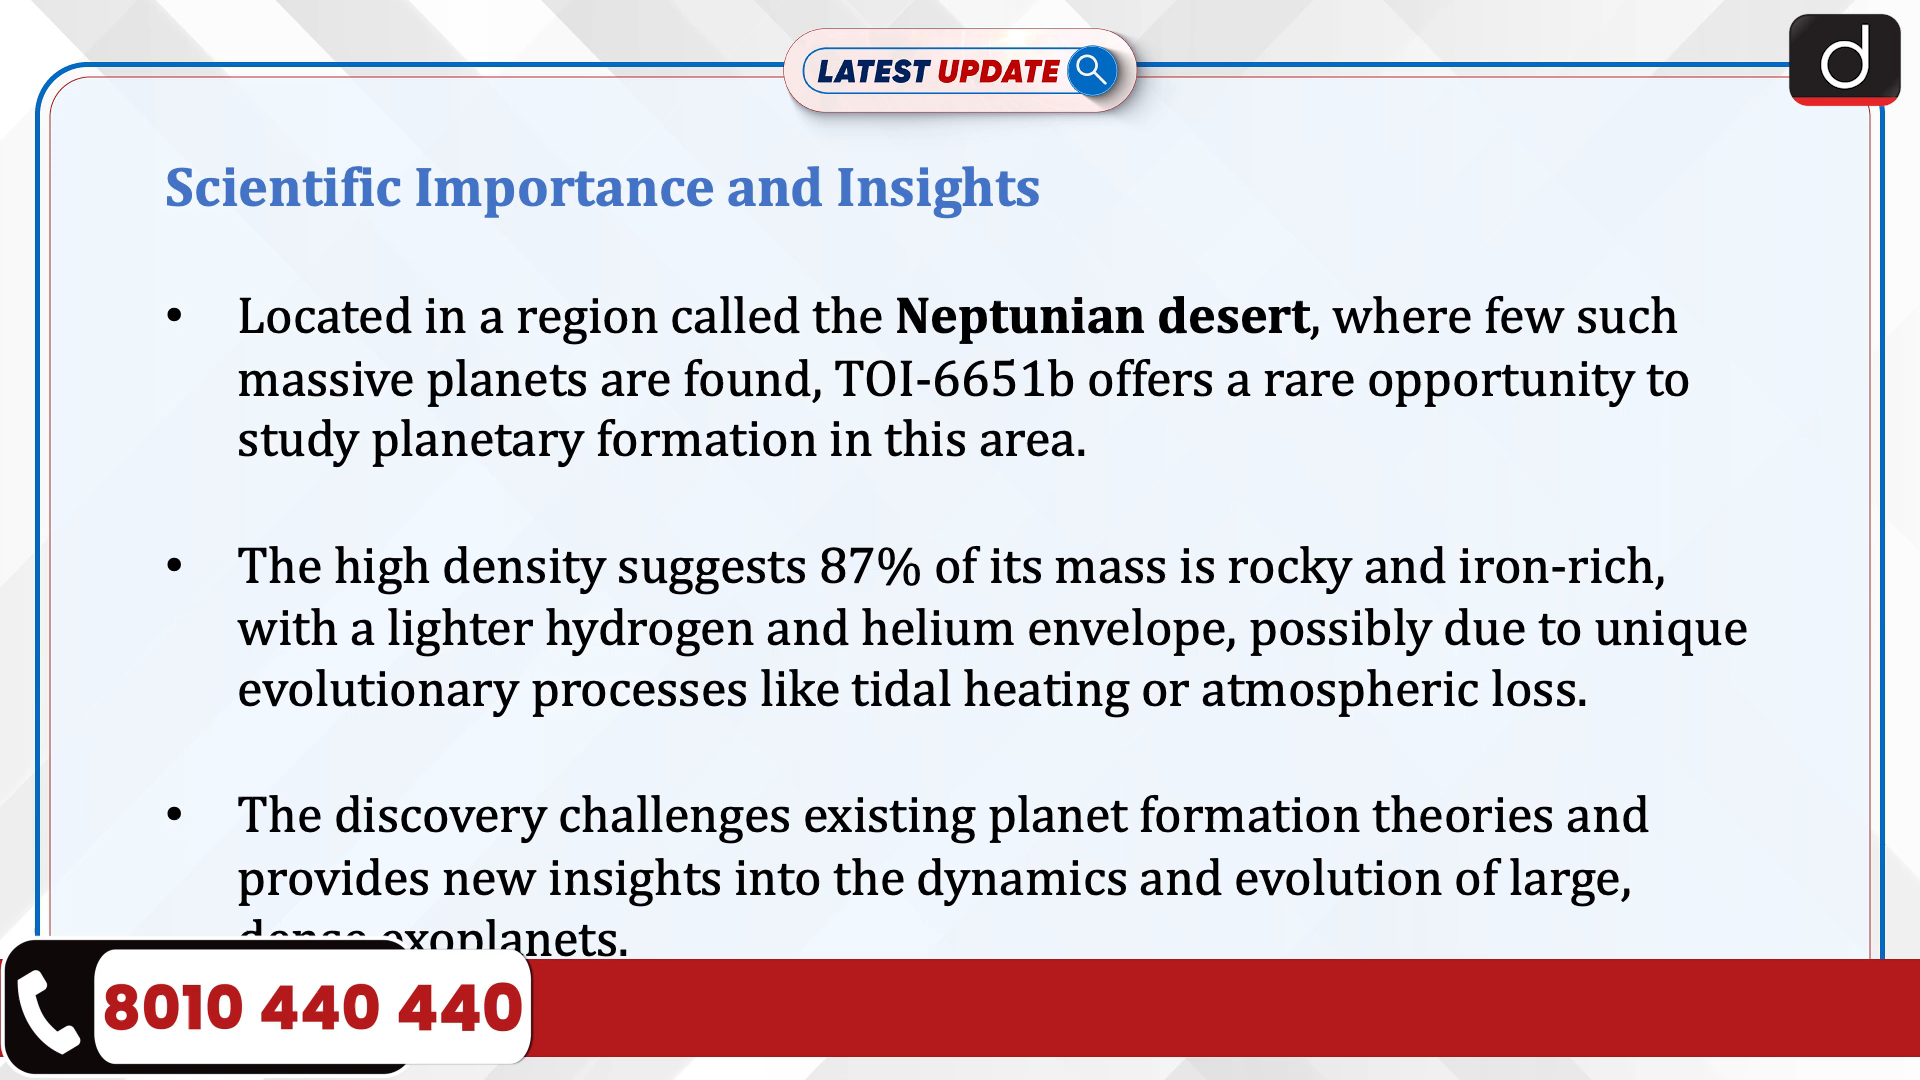 LATEST UPDATE
d
Scientific Importance and Insights
• Located in a region called the Neptunian desert, where few such
massive planets are found, TOI-6651b offers a rare opportunity to
study planetary formation in this area.
• The high density suggests 87% of its mass is rocky and iron-rich,
with a lighter hydrogen and helium envelope, possibly due to unique
evolutionary processes like tidal heating or atmospheric loss.
• The discovery challenges existing planet formation theories and
provides new insights into the dynamics and evolution of large,
dense exoplanets.
8010 440 440